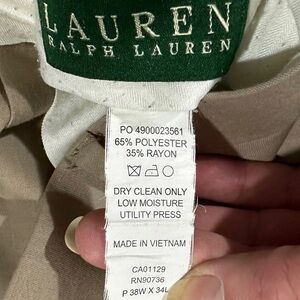 LAUREN
RALPH LAUREN
PO 4900023561
65% POLYESTER
35% RAYON
DRY CLEAN ONLY
LOW MOISTURE
UTILITY PRESS
MADE IN VIETNAM
CA01129
RN90736
P 38W X 34L